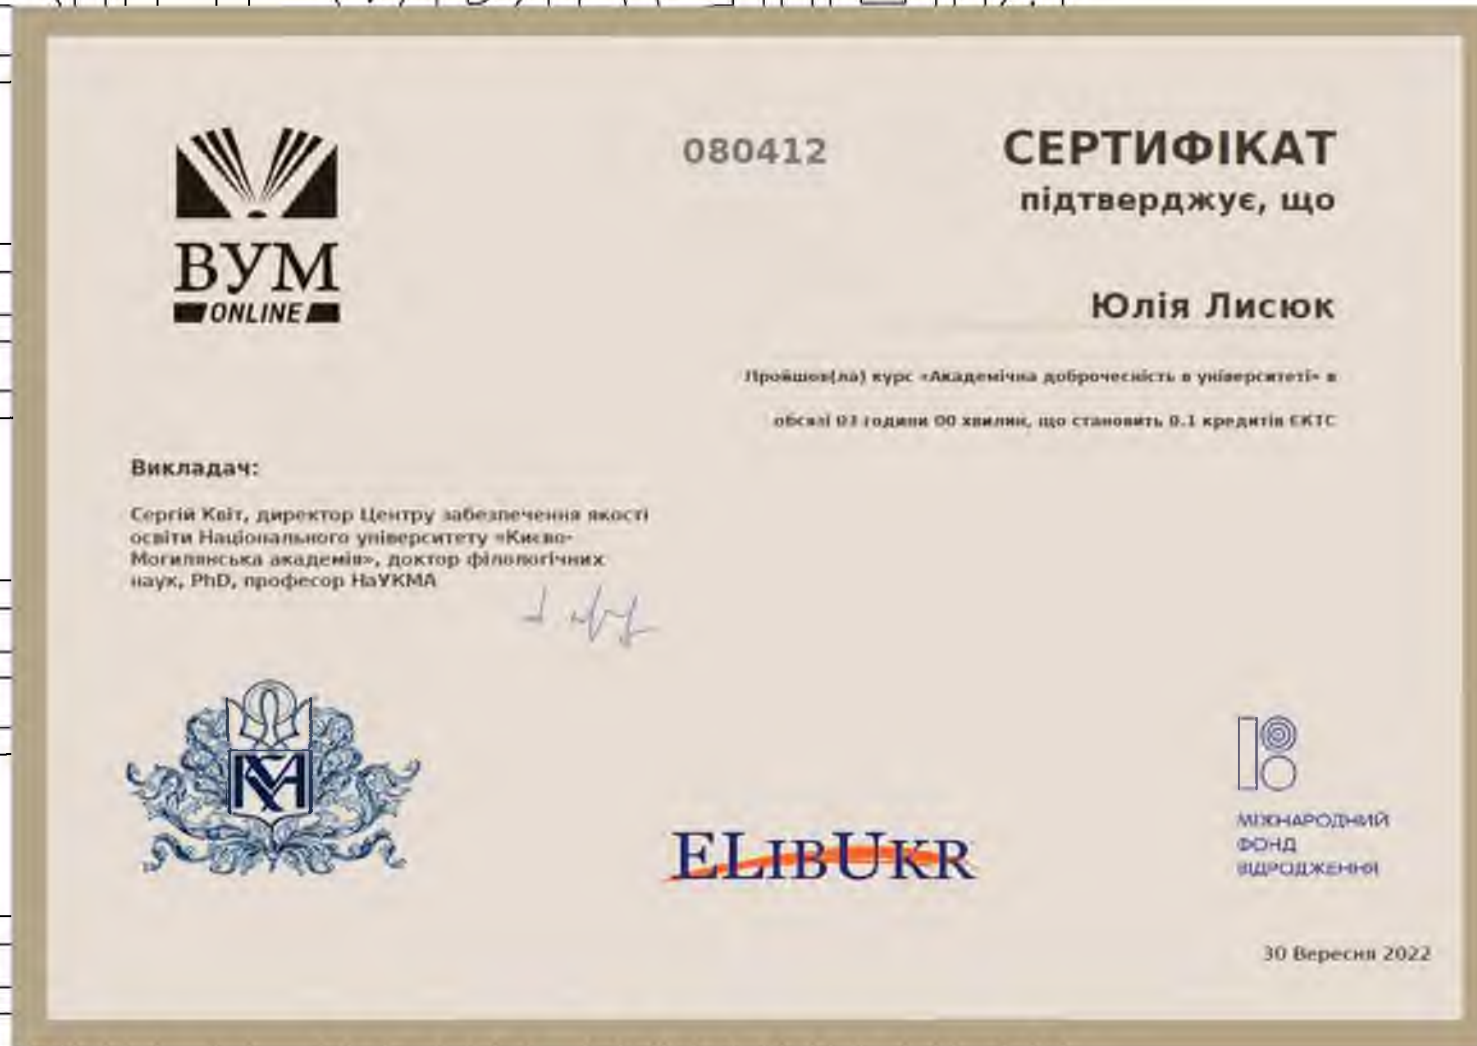 080412
СЕРТИФІКАТ
підтверджує, що
ВУМ
ONLINE
Юлія Лисюк
Пройшов(ла) курс «Академічна доброчесність в університеті» в
обсязі 03 години 00 хвилин, що становить 0.1 кредитів ЄКТС
Викладач:
Сергій Квіт, директор Центру забезпечення якості
освіти Національного університету «Києво-
Могилянська академія», доктор філологічних
наук, PhD, професор НаУКМА
ELIBUKR
МІЖНАРОДНИЙ
ФОНД
ВІДРОДЖЕННЯ
30 Вересня 2022